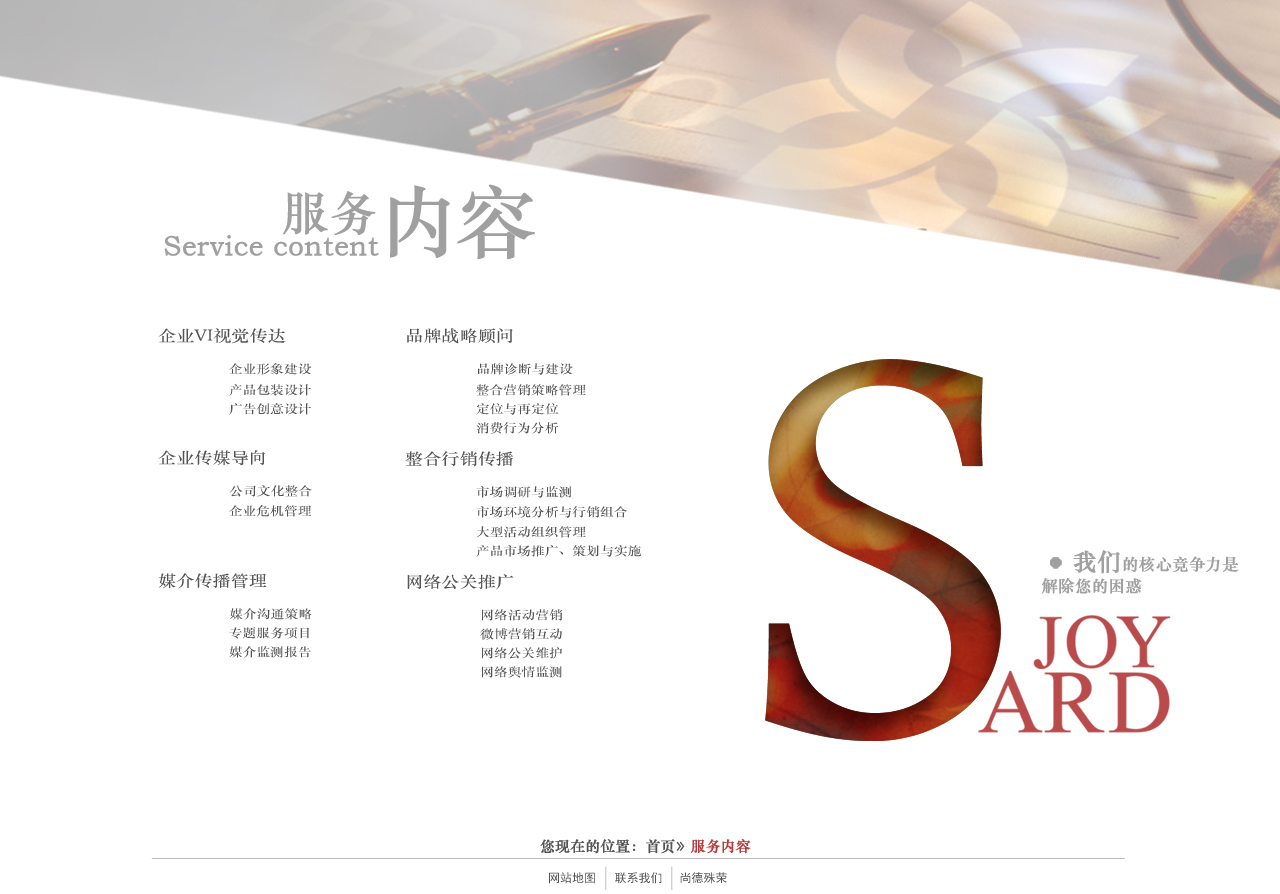 服务内容
Service content
企业VI视觉传达
企业形象建设
产品包装设计
广告创意设计
企业传媒导向
公司文化整合
企业危机管理
媒介传播管理
媒介沟通策略
专题服务项目
媒介监测报告
品牌战略顾问
品牌诊断与建设
整合营销策略管理
定位与再定位
消费行为分析
整合行销传播
市场调研与监测
市场环境分析与行销组合
大型活动组织管理
产品市场推广、策划与实施
网络公关推广
网络活动营销
微博营销互动
网络公关维护
网络舆情监测
● 我们的核心竞争力是
解除您的困惑
S
JOY
ARD
您现在的位置：首页» 服务内容
网站地图 联系我们 尚德殊荣